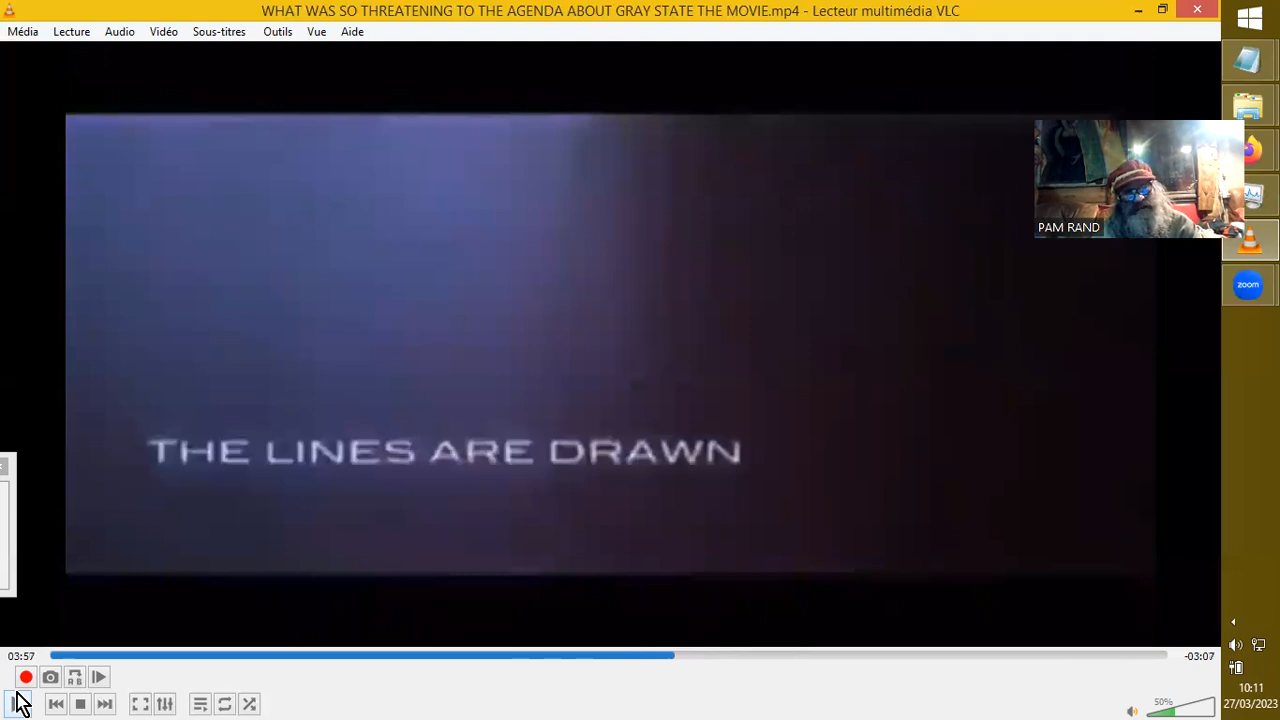 WHAT WAS SO THREATENING TO THE AGENDA ABOUT GRAY STATE THE MOVIE.mp4 - Lecteur multimédia VLC
Média Lecture Audio Vidéo Sous-titres Outils Vue Aide
PAM RAND
zoom
THE LINES ARE DRAWN
03:57
-03:07
10:11
50%
27/03/2023